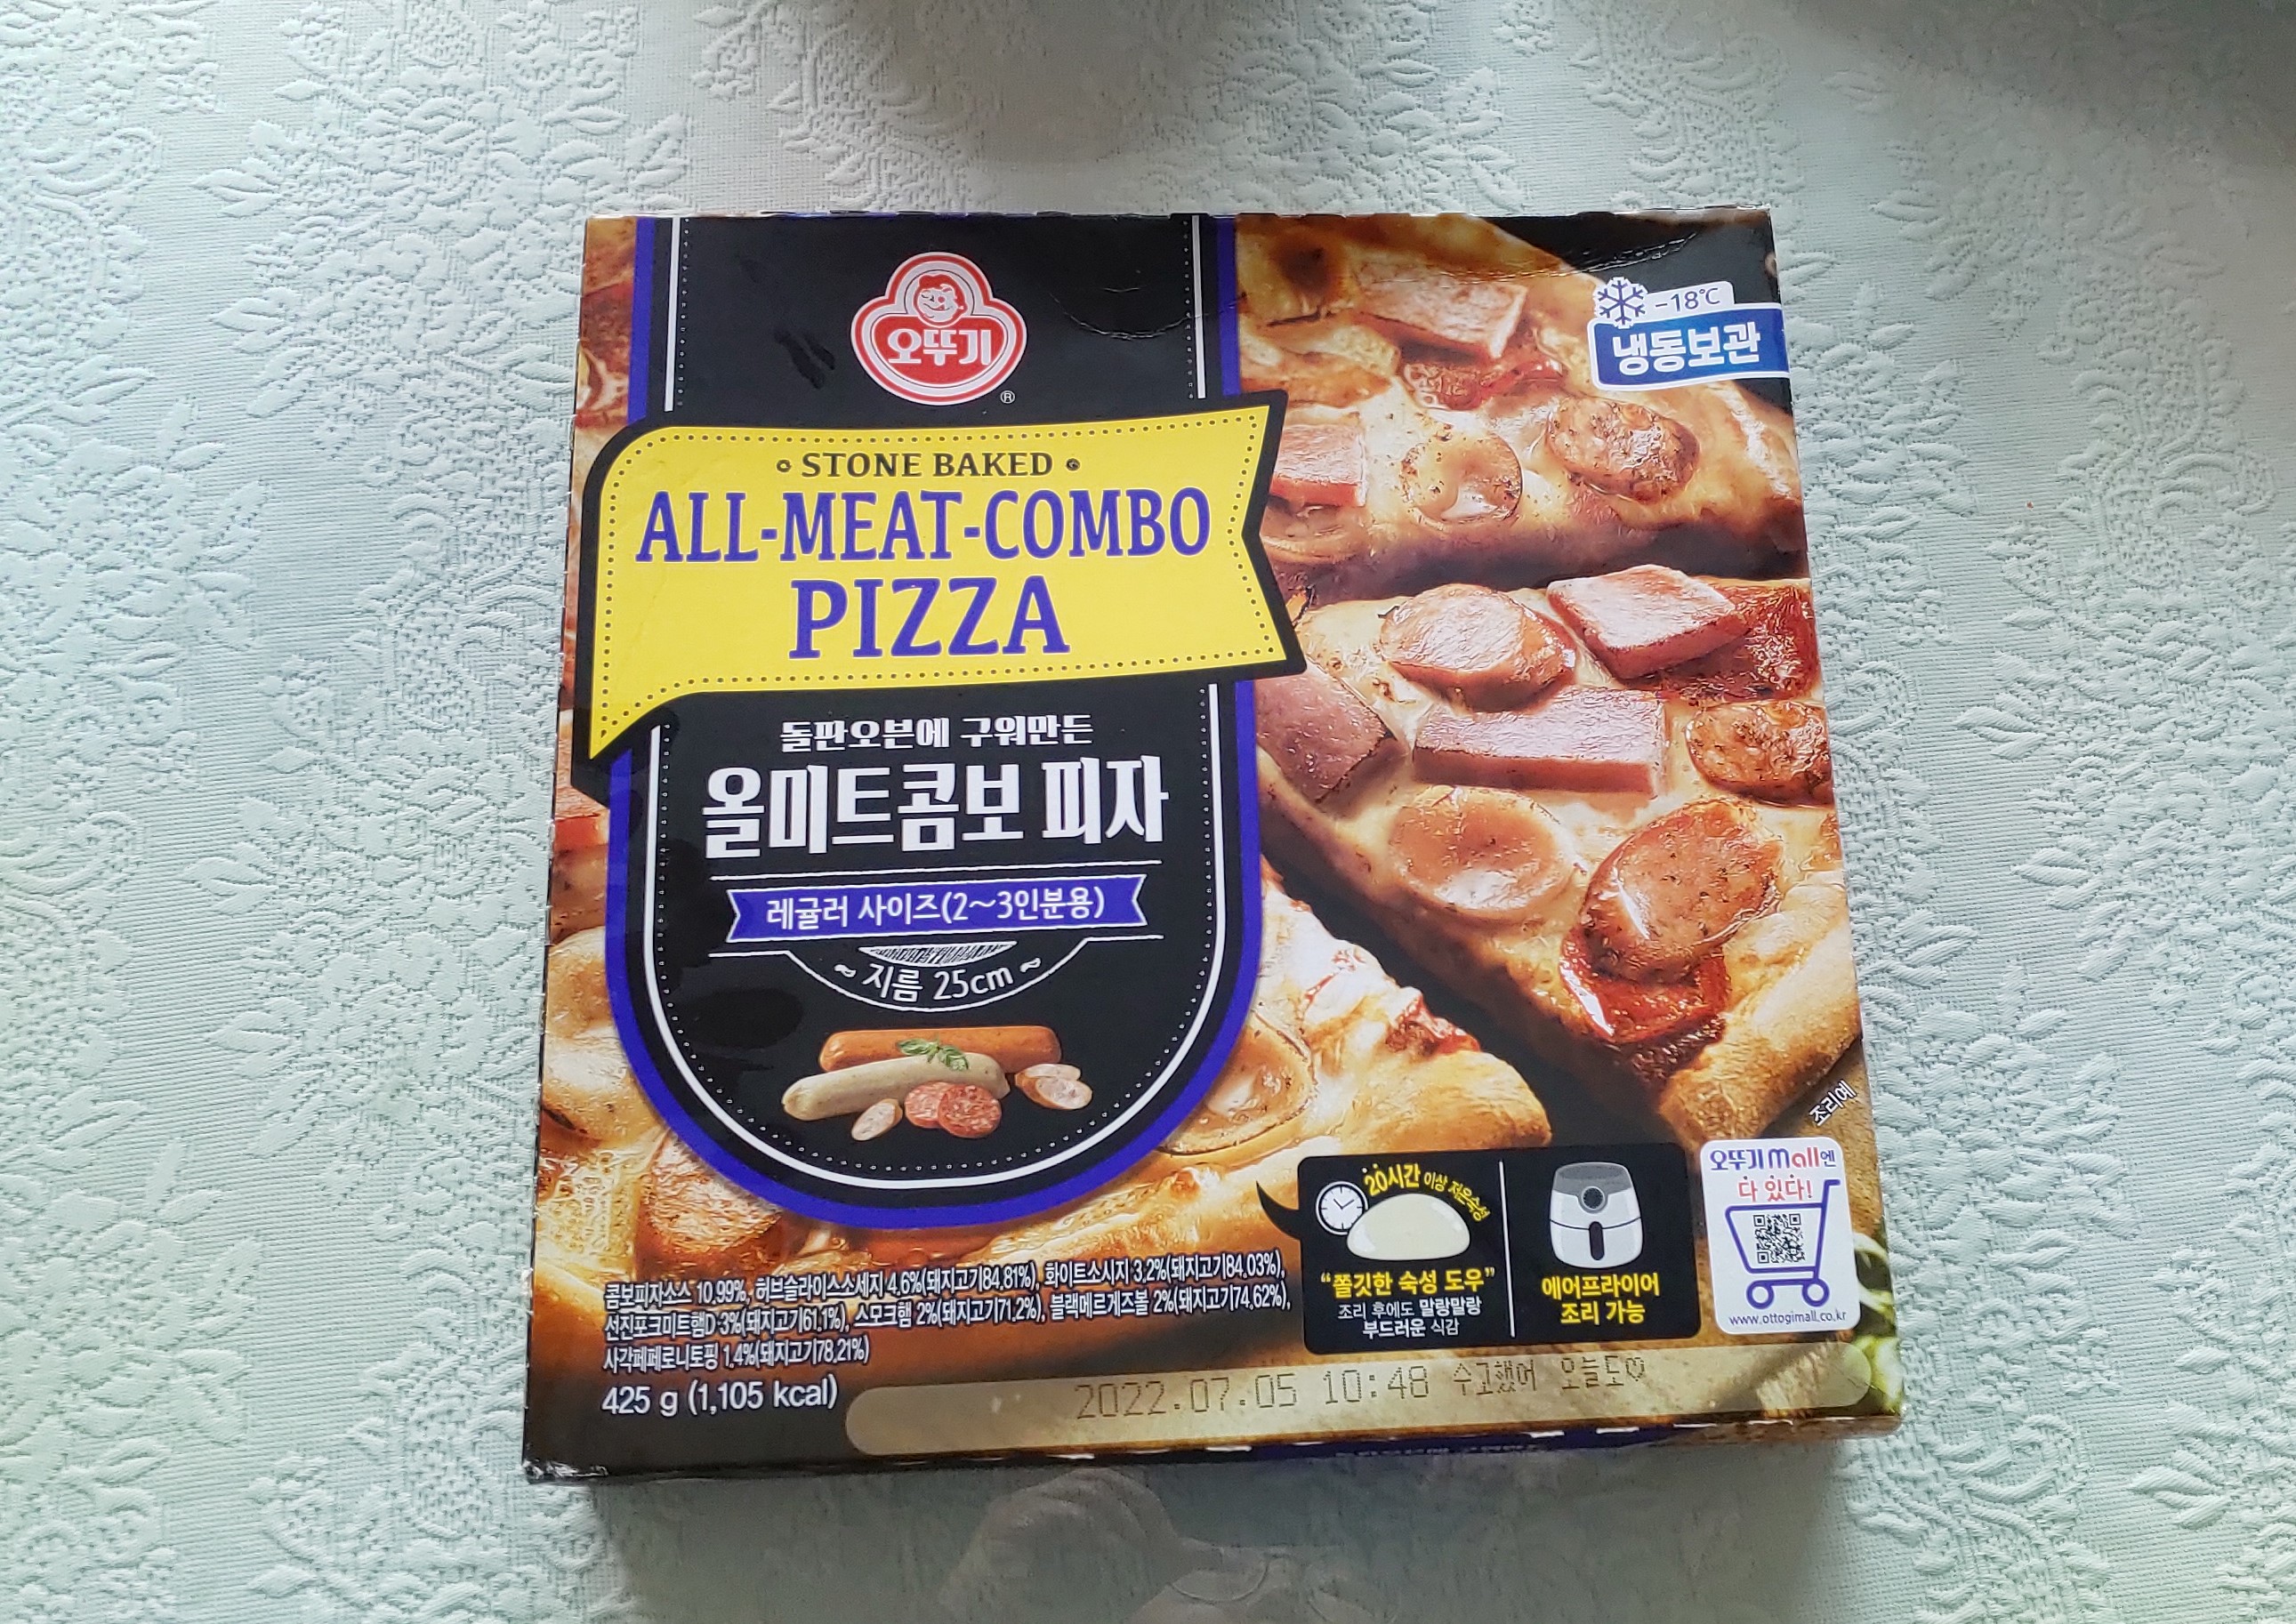 오뚜기
®
-18℃
냉동보관
STONE BAKED
ALL-MEAT-COMBO
PIZZA
돌판오븐에 구워만든
올미트콤보 피자
레귤러 사이즈(2~3인분용)
~ 지름 25cm ~
조리예
20시간 이상 저온숙성
“쫄깃한 숙성 도우”
조리 후에도 말랑말랑
부드러운 식감
에어프라이어
조리 가능
오뚜기mall엔
다 있다!
www.ottogimall.co.kr
콤보피자소스 10.99%, 허브슬라이스소세지 4.6%(돼지고기84.81%), 화이트소시지 3.2%(돼지고기84.03%),
선진포크미트햄D 3%(돼지고기61.1%), 스모크햄 2%(돼지고기71.2%), 블랙메르게즈볼 2%(돼지고기74.62%),
사각페페로니토핑 1.4%(돼지고기78.21%)
425 g (1,105 kcal)
2022.07.05 10:48 수고했어 오늘도♡